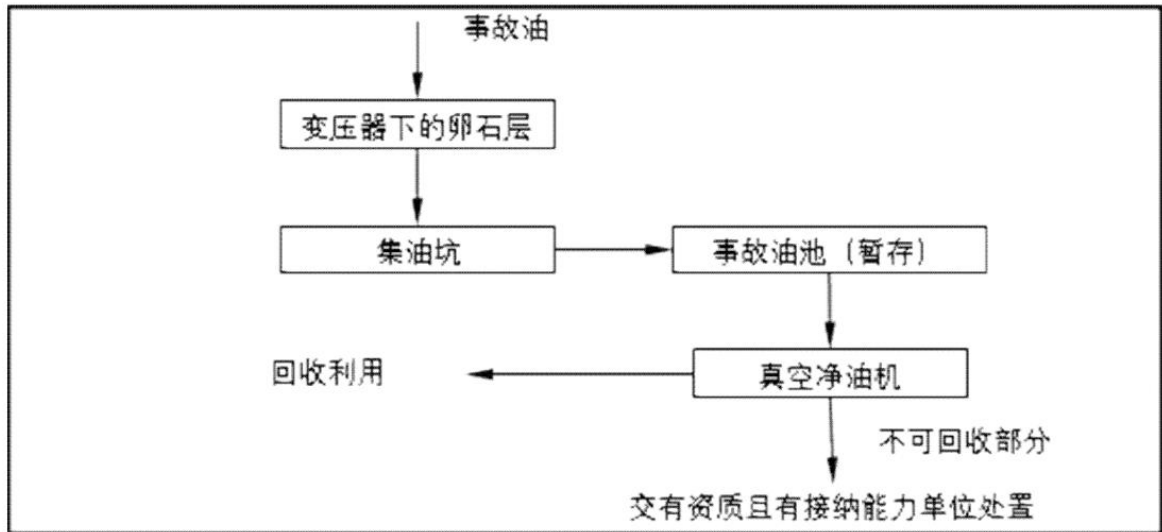 事故油
变压器下的卵石层
集油坑
事故油池（暂存）
回收利用
真空净油机
不可回收部分
交有资质且有接纳能力单位处置